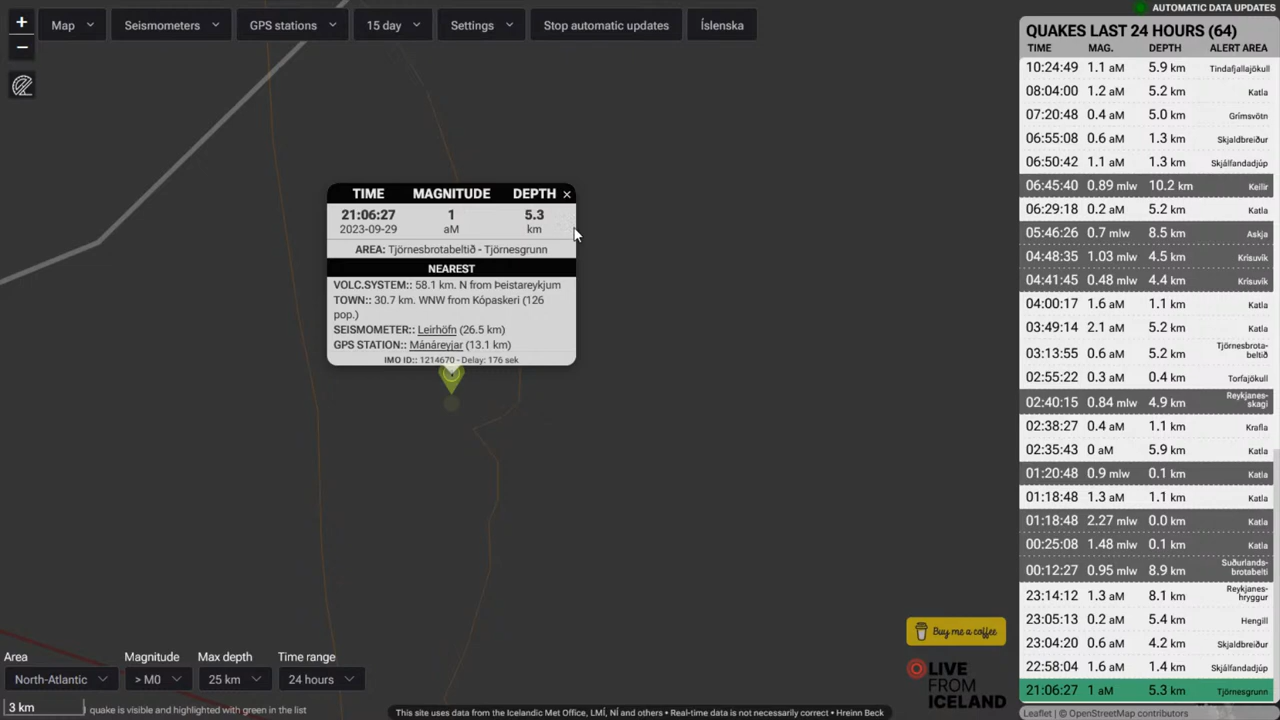 +
−
Map
Seismometers
GPS stations
15 day
Settings
Stop automatic updates
Íslenska
AUTOMATIC DATA UPDATES
QUAKES LAST 24 HOURS (64)
TIME MAG. DEPTH ALERT AREA
10:24:49 1.1 aM 5.9 km Tindafjallajökull
08:04:00 1.2 aM 5.2 km Katla
07:20:48 0.4 aM 5.0 km Grímsvötn
06:55:08 0.6 aM 1.3 km Skjaldbreiður
06:50:42 1.1 aM 1.3 km Skjálfandadjúp
06:45:40 0.89 mlw 10.2 km Keilir
06:29:18 0.2 aM 5.2 km Katla
05:46:26 0.7 mlw 8.5 km Askja
04:48:35 1.03 mlw 4.5 km Krísuvík
04:41:45 0.48 mlw 4.4 km Krísuvík
04:00:17 1.6 aM 1.1 km Katla
03:49:14 2.1 aM 5.2 km Katla
03:13:55 0.6 aM 5.2 km Tjörnesbrota-
beltið
02:55:22 0.3 aM 0.4 km Torfajökull
02:40:15 0.84 mlw 4.9 km Reykjanes-
skagi
02:38:27 0.4 aM 1.1 km Krafla
02:35:43 0 aM 5.9 km Katla
01:20:48 0.9 mlw 0.1 km Katla
01:18:48 1.3 aM 1.1 km Katla
01:18:48 2.27 mlw 0.0 km Katla
00:25:08 1.48 mlw 0.1 km Katla
00:12:27 0.95 mlw 8.9 km Suðurlands-
brotabelti
23:14:12 1.3 aM 8.1 km Reykjanes-
hryggur
23:05:13 0.2 aM 5.4 km Hengill
23:04:20 0.6 aM 4.2 km Skjaldbreiður
22:58:04 1.6 aM 1.4 km Skjálfandadjúp
21:06:27 1 aM 5.3 km Tjörnesgrunn
TIME MAGNITUDE DEPTH ×
21:06:27 1 5.3
2023-09-29 aM km
AREA: Tjörnesbrotabeltið - Tjörnesgrunn
NEAREST
VOLC.SYSTEM:: 58.1 km. N from Þeistareykjum
TOWN:: 30.7 km. WNW from Kópaskeri (126
pop.)
SEISMOMETER:: Leirhöfn (26.5 km)
GPS STATION:: Mánáreyjar (13.1 km)
IMO ID:: 1214670 - Delay: 176 sek
Buy me a coffee
LIVE
FROM
ICELAND
Area Magnitude Max depth Time range
North-Atlantic > M0 25 km 24 hours
3 km quake is visible and highlighted with green in the list
This site uses data from the Icelandic Met Office, LMÍ, NÍ and others • Real-time data is not necessarily correct • Hreinn Beck
Leaflet | © OpenStreetMap contributors